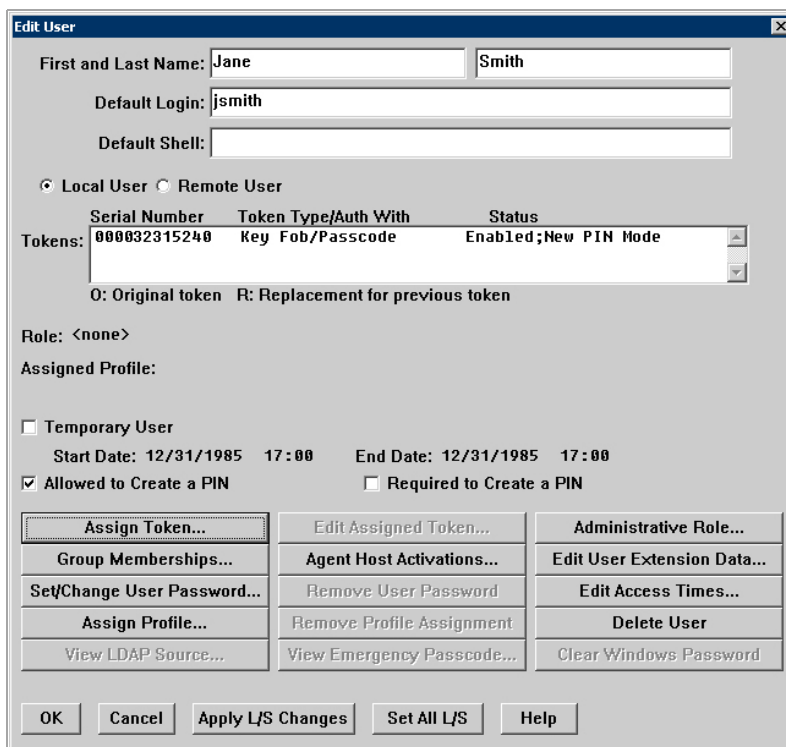 Edit User
First and Last Name: Jane Smith
Default Login: jsmith
Default Shell:
Local User Remote User
Serial Number Token Type/Auth With Status
Tokens: 000032315240 Key Fob/Passcode Enabled;New PIN Mode
O: Original token R: Replacement for previous token
Role: <none>
Assigned Profile:
Temporary User
Start Date: 12/31/1985 17:00 End Date: 12/31/1985 17:00
Allowed to Create a PIN Required to Create a PIN
Assign Token... Edit Assigned Token... Administrative Role...
Group Memberships... Agent Host Activations... Edit User Extension Data...
Set/Change User Password... Remove User Password Edit Access Times...
Assign Profile... Remove Profile Assignment Delete User
View LDAP Source... View Emergency Passcode... Clear Windows Password
OK Cancel Apply L/S Changes Set All L/S Help